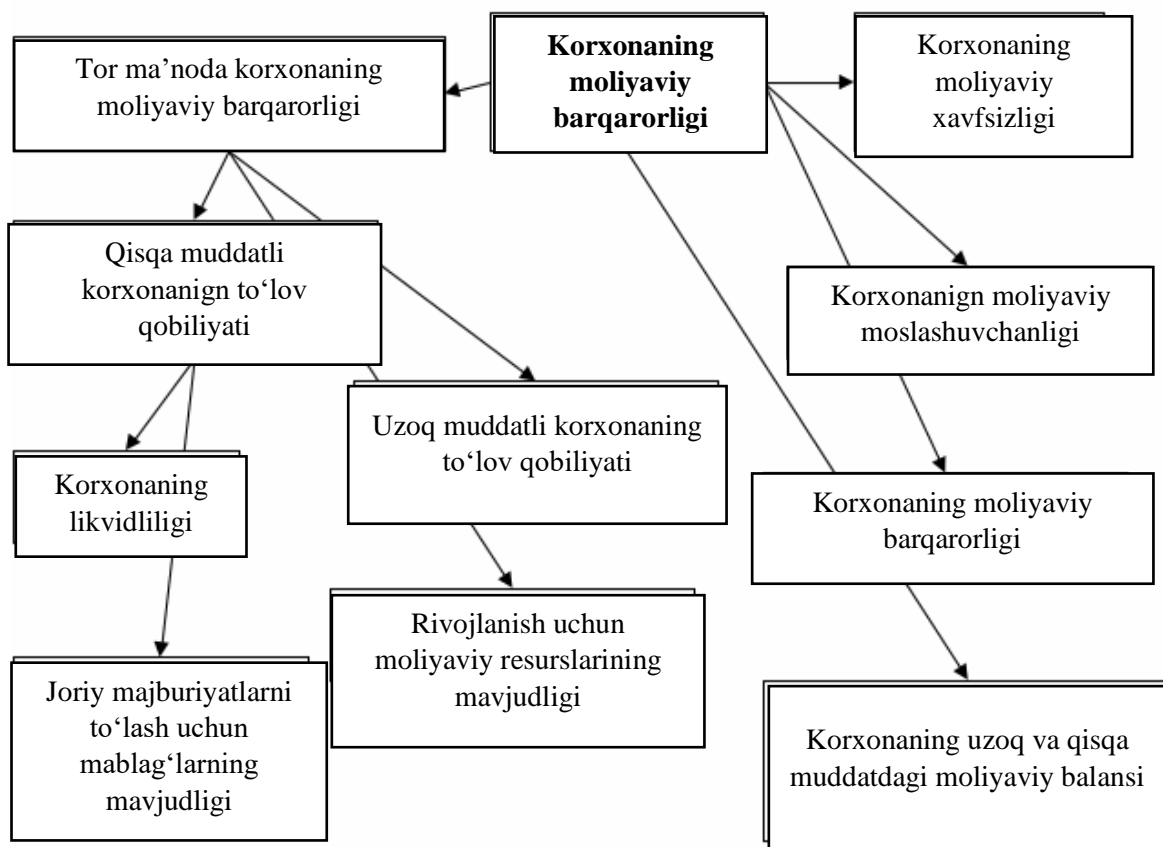 Tor ma’noda korxonaning
moliyaviy barqarorligi
Korxonaning
moliyaviy
barqarorligi
Korxonaning
moliyaviy
xavfsizligi
Qisqa muddatli
korxonanign to‘lov
qobiliyati
Korxonanign moliyaviy
moslashuvchanligi
Uzoq muddatli korxonaning
to‘lov qobiliyati
Korxonaning
likvidliligi
Korxonaning moliyaviy
barqarorligi
Rivojlanish uchun
moliyaviy resurslarining
mavjudligi
Joriy majburiyatlarni
to‘lash uchun
mablag‘larning
mavjudligi
Korxonaning uzoq va qisqa
muddatdagi moliyaviy balansi